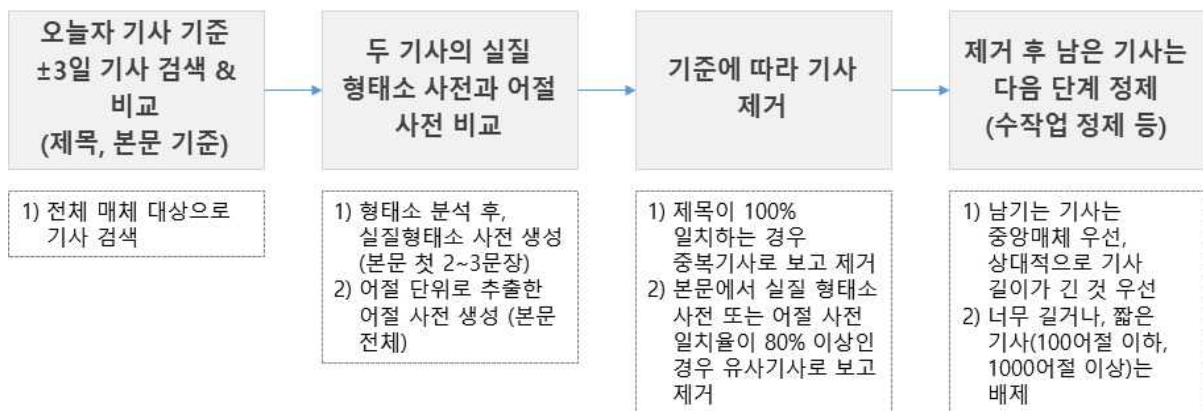 오늘자 기사 기준
±3일 기사 검색 &
비교
(제목, 본문 기준)
1) 전체 매체 대상으로
기사 검색
두 기사의 실질
형태소 사전과 어절
사전 비교
1) 형태소 분석 후,
실질형태소 사전 생성
(본문 첫 2~3문장)
2) 어절 단위로 추출한
어절 사전 생성 (본문
전체)
기준에 따라 기사
제거
1) 제목이 100%
일치하는 경우
중복기사로 보고 제거
2) 본문에서 실질 형태소
사전 또는 어절 사전
일치율이 80% 이상인
경우 유사기사로 보고
제거
제거 후 남은 기사는
다음 단계 정제
(수작업 정제 등)
1) 남기는 기사는
중앙매체 우선,
상대적으로 기사
길이가 긴 것 우선
2) 너무 길거나, 짧은
기사(100어절 이하,
1000어절 이상)는
배제